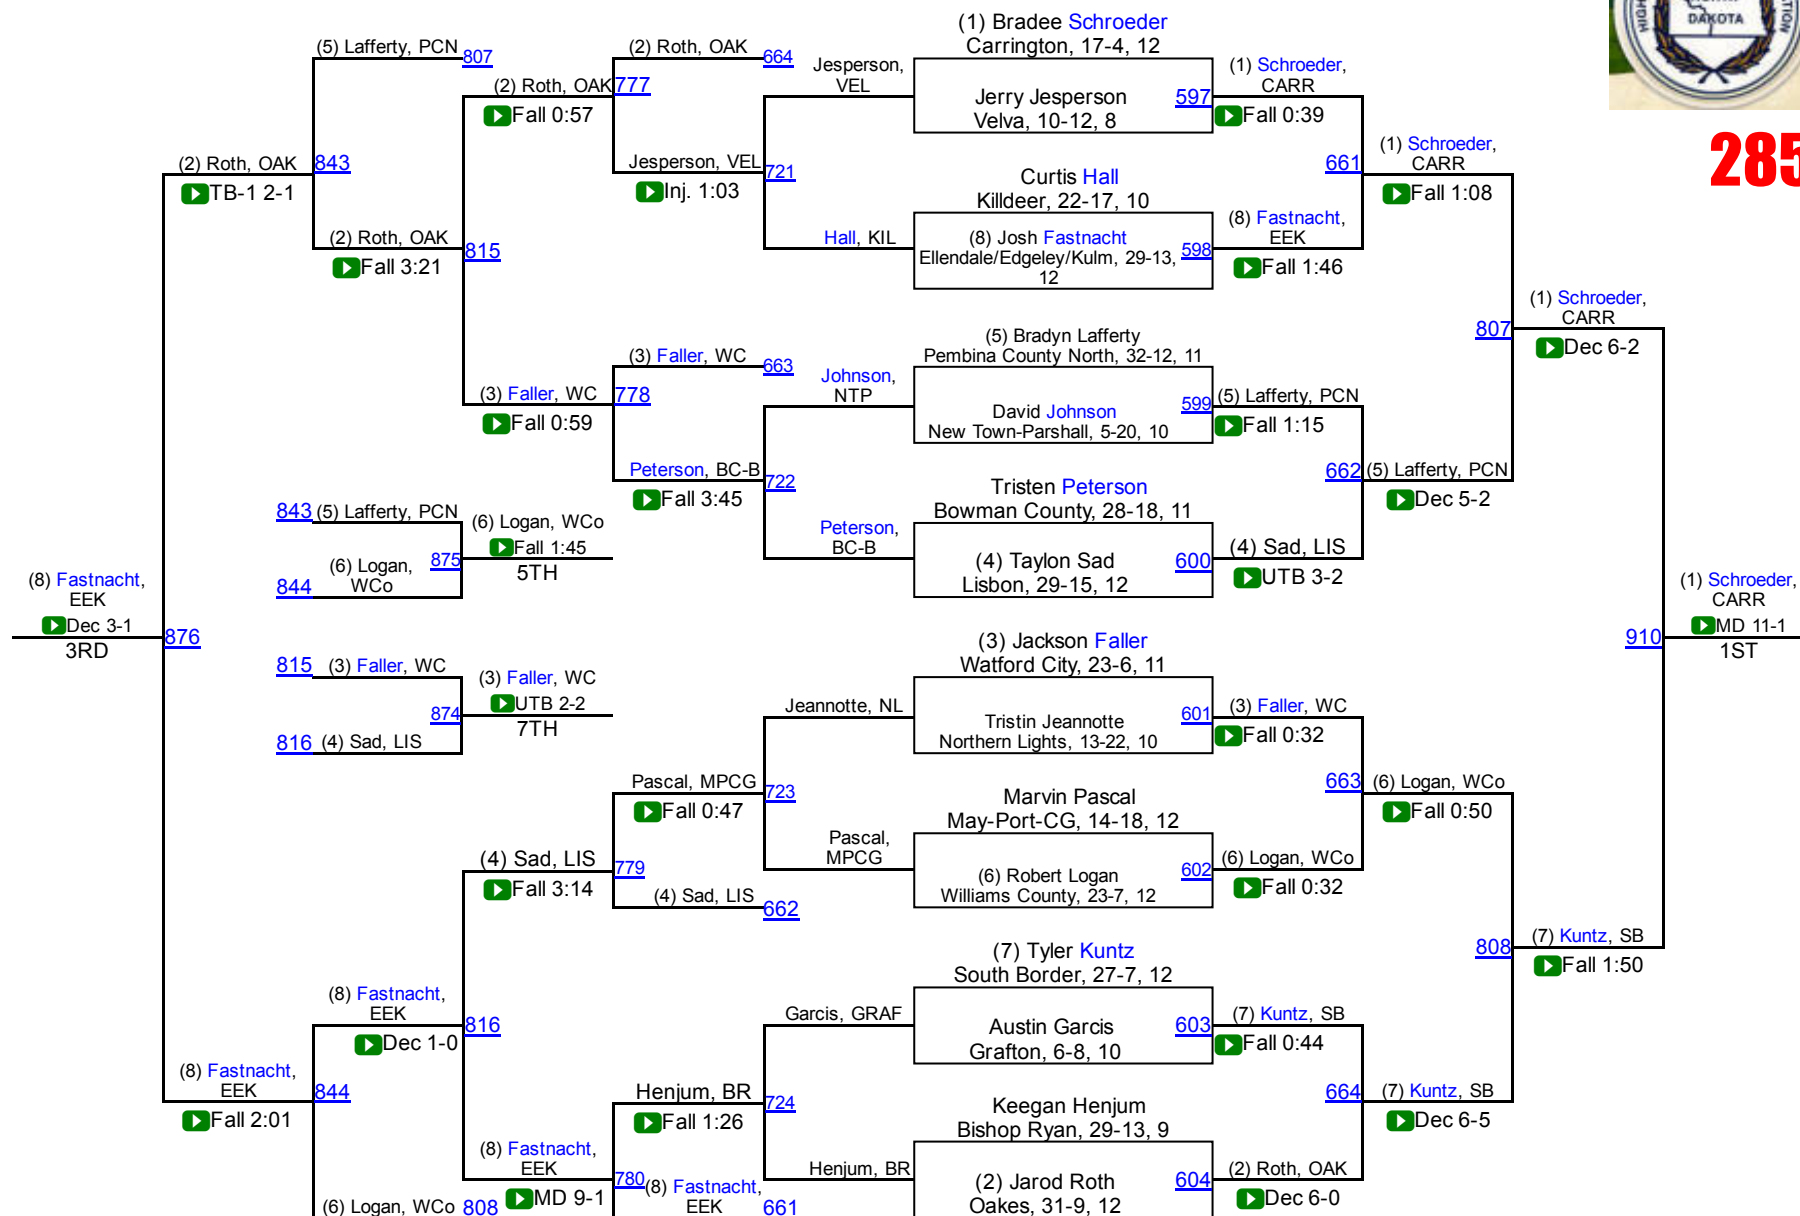 (5) Lafferty, PCN
807
(2) Roth, OAK
843
TB-1 2-1
(2) Roth, OAK
Fall 3:21
815
(2) Roth, OAK
777
Fall 0:57
(2) Roth, OAK
664
Jesperson, VEL
721
Inj. 1:03
Jesperson,
VEL
Hall, KIL
(3) Faller, WC
778
Fall 0:59
(3) Faller, WC
663
Peterson, BC-B
722
Fall 3:45
Johnson,
NTP
Peterson,
BC-B
(1) Bradee Schroeder
Carrington, 17-4, 12
Jerry Jesperson
Velva, 10-12, 8
597
Curtis Hall
Killdeer, 22-17, 10
(8) Josh Fastnacht
Ellendale/Edgeley/Kulm, 29-13,
12
598
(5) Bradyn Lafferty
Pembina County North, 32-12, 11
David Johnson
New Town-Parshall, 5-20, 10
599
Tristen Peterson
Bowman County, 28-18, 11
(4) Taylon Sad
Lisbon, 29-15, 12
600
(1) Schroeder,
CARR
Fall 0:39
(8) Fastnacht,
EEK
Fall 1:46
661
(1) Schroeder,
CARR
Fall 1:08
(5) Lafferty, PCN
Fall 1:15
(4) Sad, LIS
UTB 3-2
662
(5) Lafferty, PCN
Dec 5-2
807
(1) Schroeder,
CARR
Dec 6-2
DAKOTA
285
843
(5) Lafferty, PCN
844
(6) Logan,
WCo
875
(6) Logan, WCo
Fall 1:45
5TH
(8) Fastnacht,
EEK
Dec 3-1
3RD
876
815
(3) Faller, WC
816
(4) Sad, LIS
874
(3) Faller, WC
UTB 2-2
7TH
910
(1) Schroeder,
CARR
MD 11-1
1ST
Jeannotte, NL
Pascal, MPCG
723
Fall 0:47
Pascal,
MPCG
(4) Sad, LIS
779
Fall 3:14
(4) Sad, LIS
662
(3) Jackson Faller
Watford City, 23-6, 11
Tristin Jeannotte
Northern Lights, 13-22, 10
601
Marvin Pascal
May-Port-CG, 14-18, 12
(6) Robert Logan
Williams County, 23-7, 12
602
(3) Faller, WC
Fall 0:32
(6) Logan, WCo
Fall 0:32
663
(6) Logan, WCo
Fall 0:50
808
(7) Kuntz, SB
Fall 1:50
(7) Tyler Kuntz
South Border, 27-7, 12
Austin Garcis
Grafton, 6-8, 10
603
Keegan Henjum
Bishop Ryan, 29-13, 9
(2) Jarod Roth
Oakes, 31-9, 12
604
(7) Kuntz, SB
Fall 0:44
(2) Roth, OAK
Dec 6-0
664
(7) Kuntz, SB
Dec 6-5
Garcis, GRAF
Henjum, BR
724
Fall 1:26
Henjum, BR
(8) Fastnacht,
EEK
Dec 1-0
816
(8) Fastnacht,
EEK
Fall 2:01
844
(8) Fastnacht,
EEK
MD 9-1
780
(8) Fastnacht,
EEK
661
(6) Logan, WCo
808